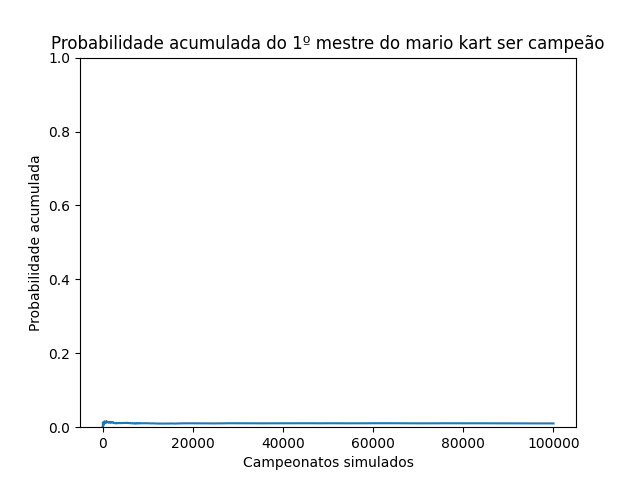 Probabilidade acumulada do 1º mestre do mario kart ser campeão
1.0
0.8
0.6
0.4
0.2
0.0
Probabilidade acumulada
0 20000 40000 60000 80000 100000
Campeonatos simulados